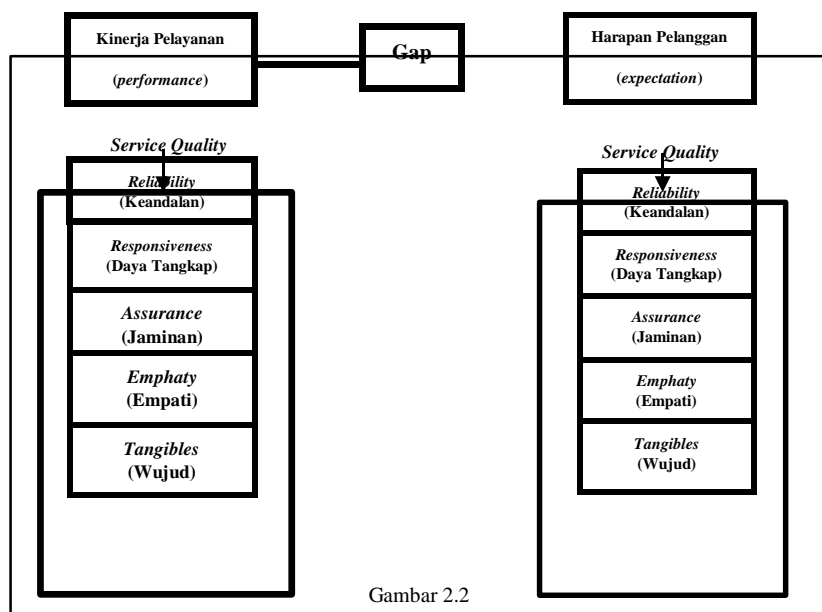 Kinerja Pelayanan
(performance)
Gap
Harapan Pelanggan
(expectation)
Service Quality
Reliability
(Keandalan)
Responsiveness
(Daya Tangkap)
Assurance
(Jaminan)
Emphaty
(Empati)
Tangibles
(Wujud)
Service Quality
Reliability
(Keandalan)
Responsiveness
(Daya Tangkap)
Assurance
(Jaminan)
Emphaty
(Empati)
Tangibles
(Wujud)
Gambar 2.2